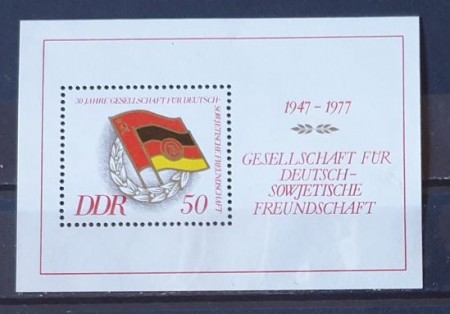 30 JAHRE GESELLSCHAFT FÜR DEUTSCH-
SOWJETISCHE FREUNDSCHAFT
DDR 50
1947 - 1977
GESELLSCHAFT FÜR
DEUTSCH-
SOWJETISCHE
FREUNDSCHAFT